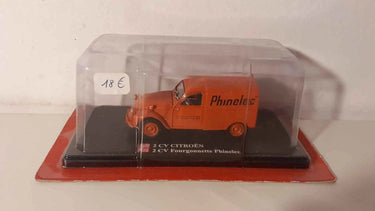 18€
Phinelec
2 CV CITROËN
2 CV Fourgonnette Phinelec